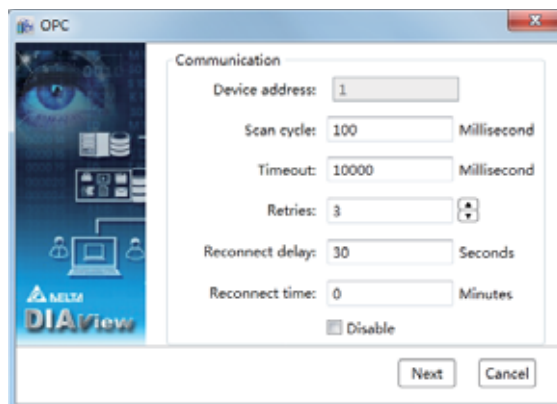 OPC
Communication
Device address: 1
Scan cycle: 100 Millisecond
Timeout: 10000 Millisecond
Retries: 3
Reconnect delay: 30 Seconds
Reconnect time: 0 Minutes
Disable
DELTA
DIAView
Next Cancel